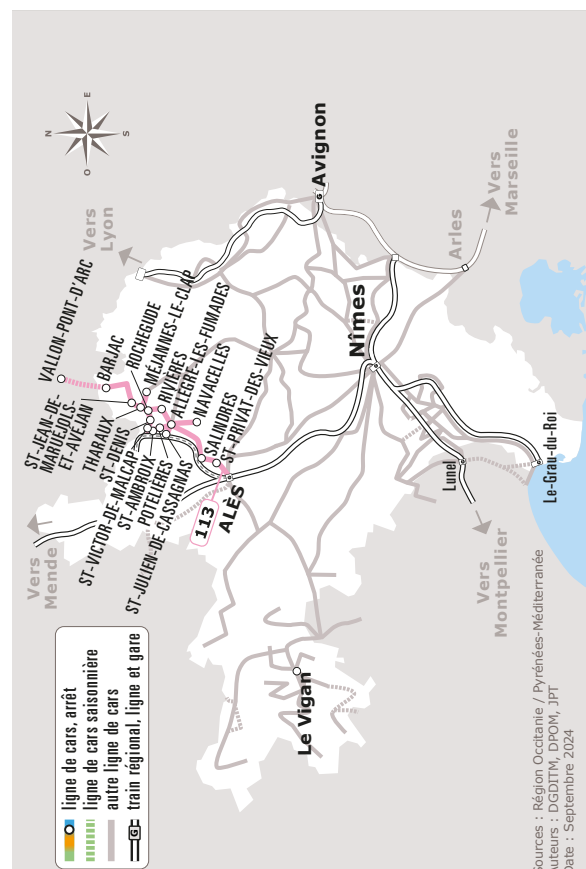 N
E
S
O
Vers
Lyon
Avignon
G
Vers
Marseille
Arles
VALLON-PONT-D'ARC
BARJAC
ROCHEGUDE
MÉJANNES-LE-CLAP
RIVIÈRES
ALLÈGRE-LES-FUMADES
NAVACELLES
SALINDRES
ST-PRIVAT-DES-VIEUX
ST-JEAN-DE-
MARUÉJOLS-
ET-AVÉJAN
THARAUX
ST-DENIS
ST-VICTOR-DE-MALCAP
ST-AMBROIX
POTELIÈRES
ST-JULIEN-DE-CASSAGNAS
113
ALÈS
Nîmes
Vers
Mende
Lunel
Le-Grau-du-Roi
Vers
Montpellier
Le Vigan
ligne de cars, arrêt
ligne de cars saisonnière
autre ligne de cars
G
train régional, ligne et gare
Sources : Région Occitanie / Pyrénées-Méditerranée
Auteurs : DGDITM, DPOM, JPT
Date : Septembre 2024